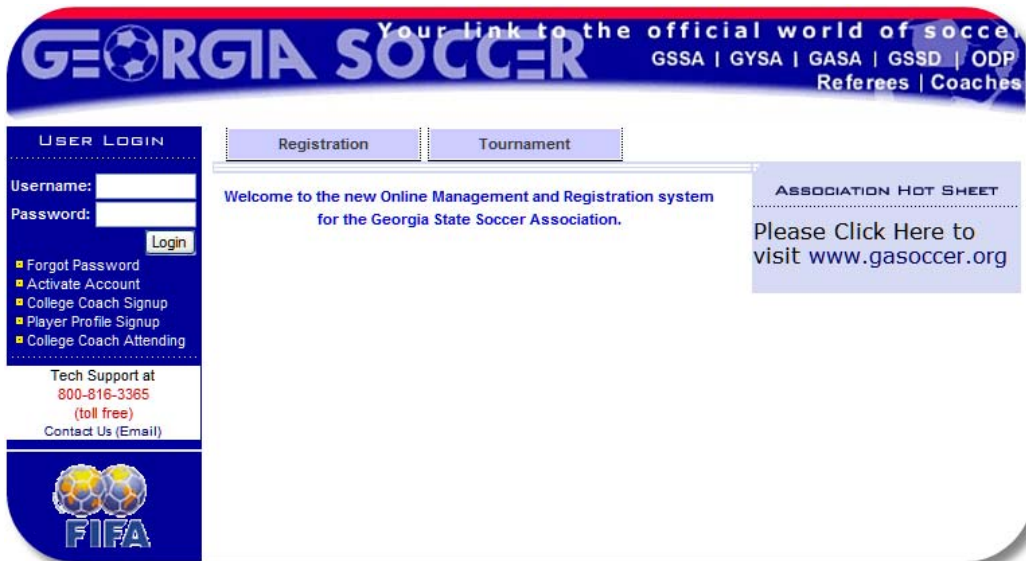 GEORGIA SOCCER
Your link to the official world of soccer
GSSA | GYSA | GASA | GSSD | ODP
Referees | Coaches
USER LOGIN
Username:
Password:
Login
Forgot Password
Activate Account
College Coach Signup
Player Profile Signup
College Coach Attending
Tech Support at
800-816-3365
(toll free)
Contact Us (Email)
FIFA
Registration
Tournament
Welcome to the new Online Management and Registration system
for the Georgia State Soccer Association.
ASSOCIATION HOT SHEET
Please Click Here to
visit www.gasoccer.org